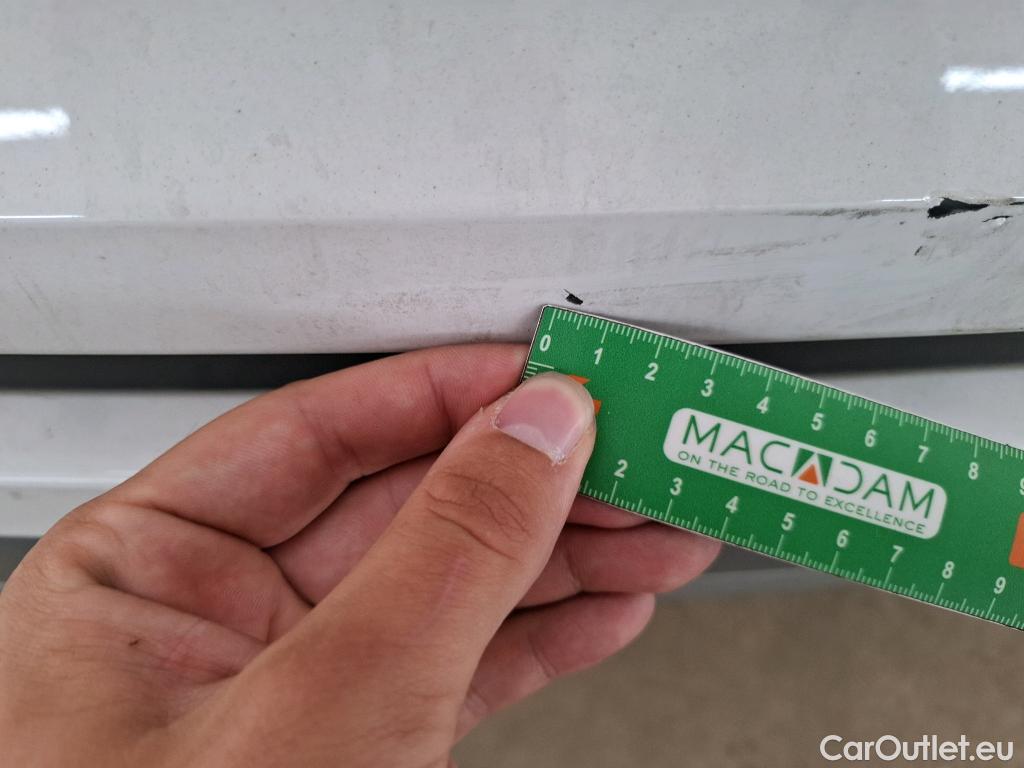 0 1 2 3 4 5 6 7 8 9
MACADAM
ON THE ROAD TO EXCELLENCE
2 3 4 5 6 7 8 9
CarOutlet.eu